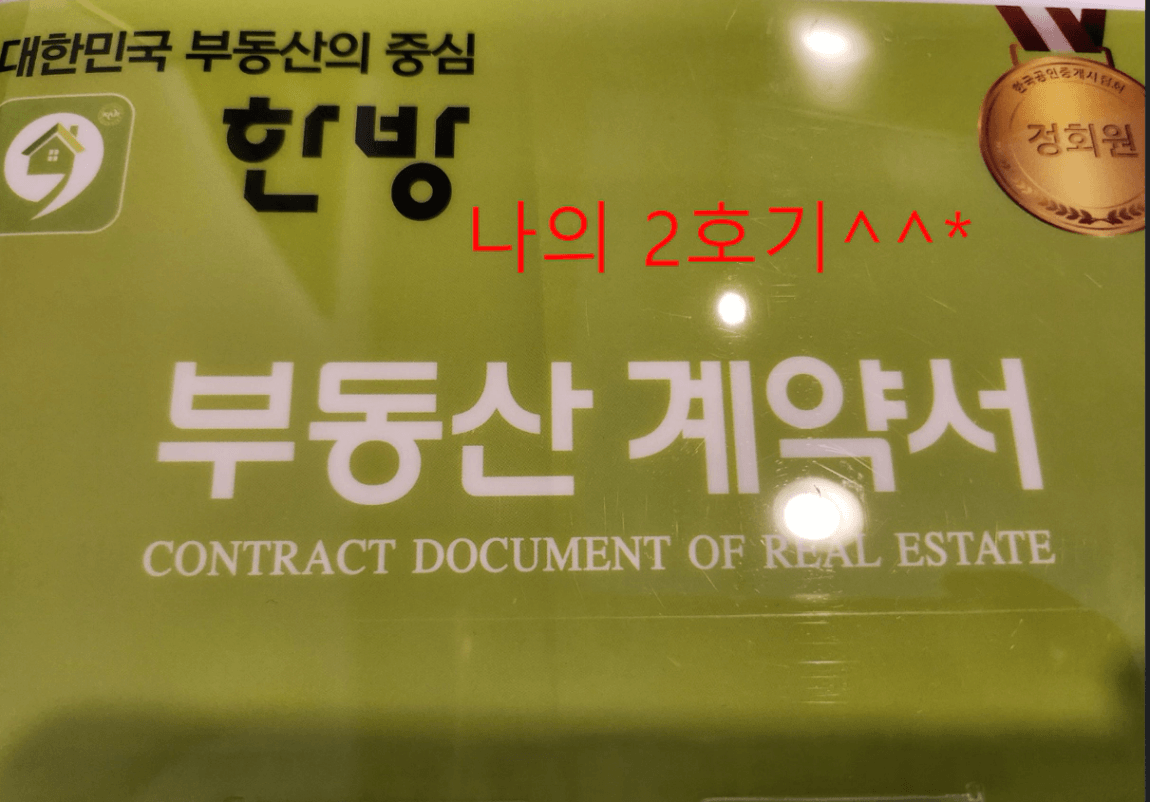 대한민국 부동산의 중심
한방
정회원
나의 2호기^^*
부동산 계약서
CONTRACT DOCUMENT OF REAL ESTATE